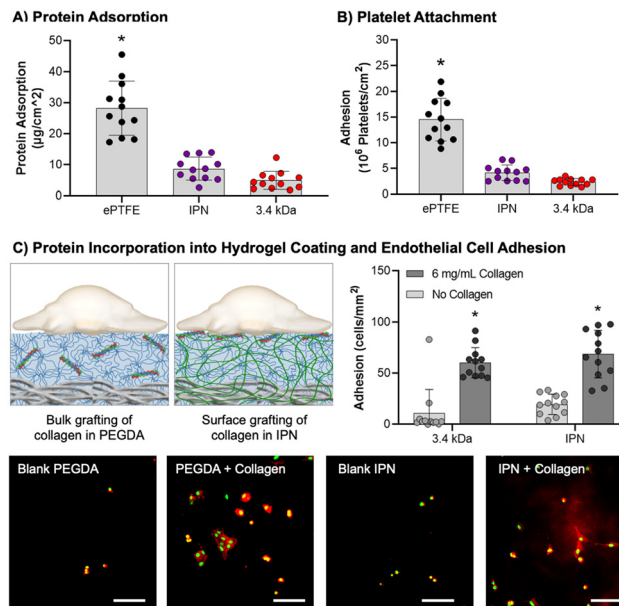 A) Protein Adsorption
*
Protein Adsorption
(µg/cm^2)
50
40
30
20
10
0
ePTFE
IPN
3.4 kDa
B) Platelet Attachment
*
Adhesion
(10⁶ Platelets/cm²)
30
25
20
15
10
5
0
ePTFE
IPN
3.4 kDa
C) Protein Incorporation into Hydrogel Coating and Endothelial Cell Adhesion
Bulk grafting of
collagen in PEGDA
Surface grafting of
collagen in IPN
6 mg/mL Collagen
No Collagen
Adhesion (cells/mm²)
150
100
50
0
*
*
3.4 kDa
IPN
Blank PEGDA
PEGDA + Collagen
Blank IPN
IPN + Collagen